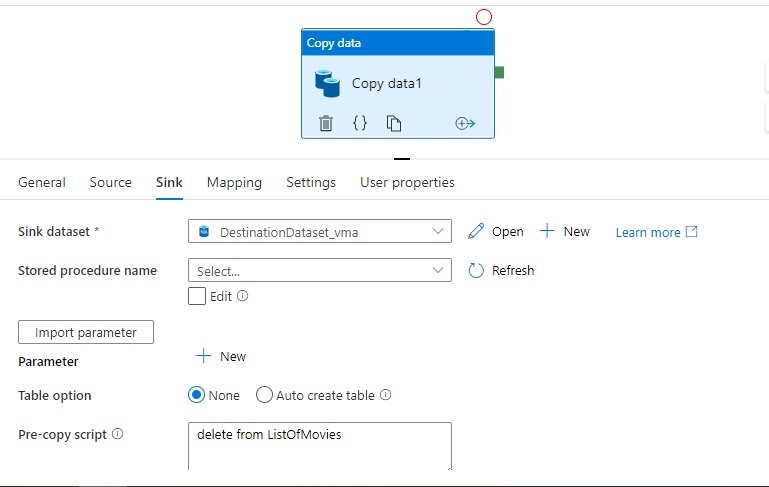 Copy data
Copy data1
General Source Sink Mapping Settings User properties
Sink dataset * DestinationDataset_vma Open New Learn more
Stored procedure name Select... Refresh
Edit
Import parameter
Parameter New
Table option None Auto create table
Pre-copy script delete from ListOfMovies